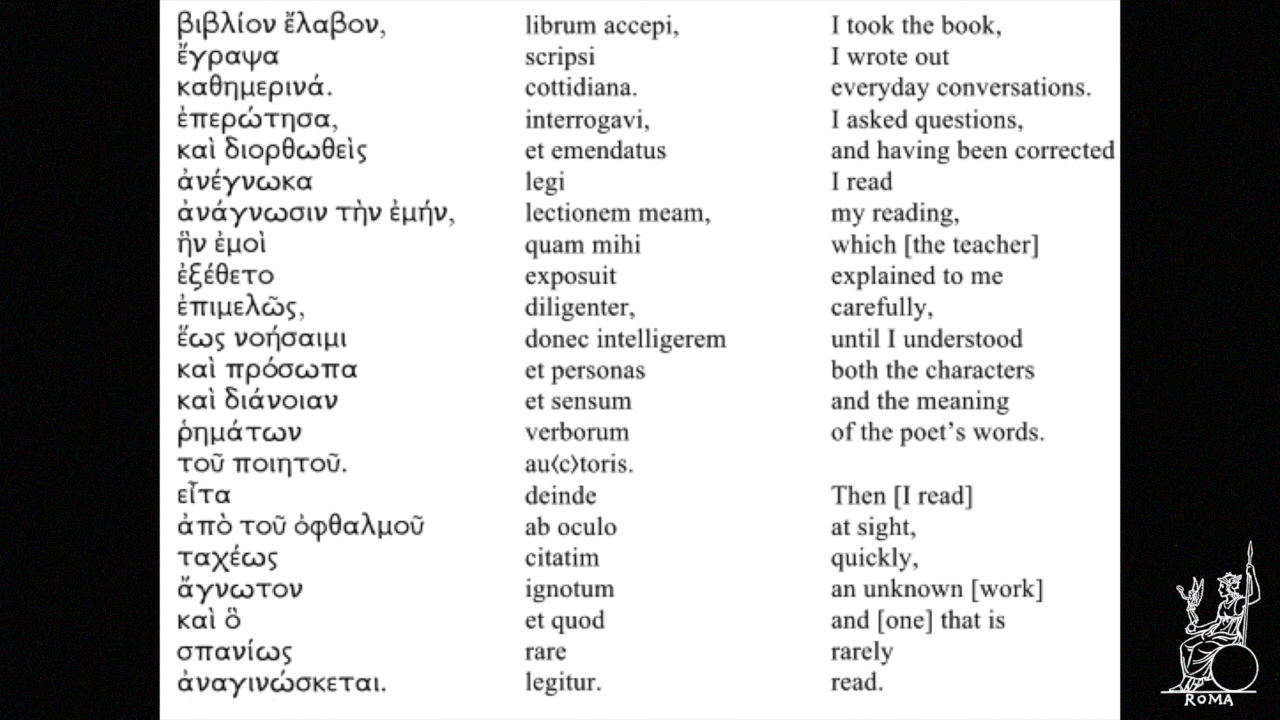 βιβλίον ἔλαβον, librum accepi, I took the book,
ἔγραψα scripsi I wrote out
καθημερινά. cottidiana. everyday conversations.
ἐπερώτησα, interrogavi, I asked questions,
καὶ διορθωθεὶς et emendatus and having been corrected
ἀνέγνωκα legi I read
ἀνάγνωσιν τὴν ἐμήν, lectionem meam, my reading,
ἣν ἐμοὶ quam mihi which [the teacher]
ἐξέθετο exposuit explained to me
ἐπιμελῶς, diligenter, carefully,
ἕως νοήσαιμι donec intelligerem until I understood
καὶ πρόσωπα et personas both the characters
καὶ διάνοιαν et sensum and the meaning
ῥημάτων verborum of the poet’s words.
τοῦ ποιητοῦ. au⟨c⟩toris.
εἶτα deinde Then [I read]
ἀπὸ τοῦ ὀφθαλμοῦ ab oculo at sight,
ταχέως citatim quickly,
ἄγνωτον ignotum an unknown [work]
καὶ ὃ et quod and [one] that is
σπανίως rare rarely
ἀναγινώσκεται. legitur. read.
ROMA